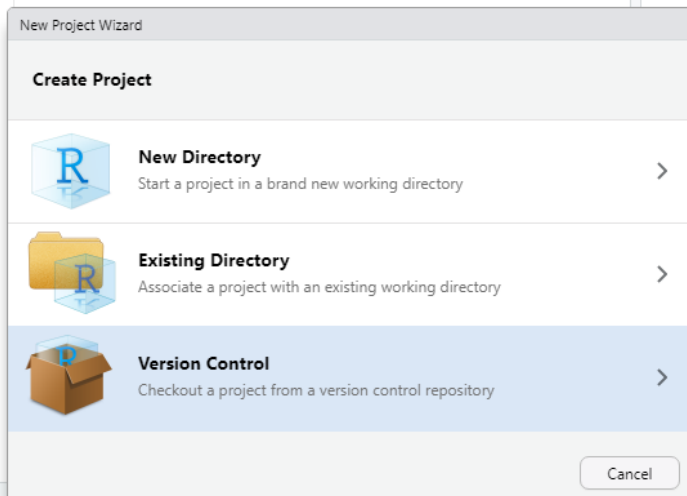 New Project Wizard
Create Project
R
New Directory
Start a project in a brand new working directory
R
Existing Directory
Associate a project with an existing working directory
R
Version Control
Checkout a project from a version control repository
Cancel